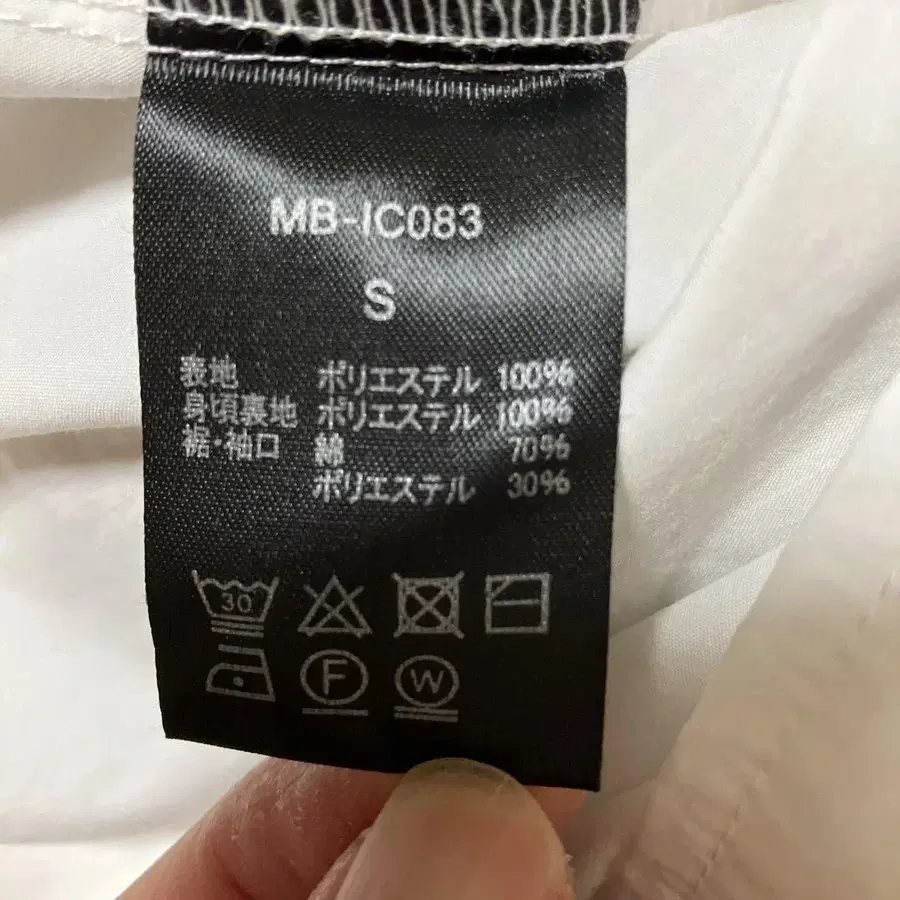 MB-IC083
S
表地 ポリエステル 100%
身頃裏地 ポリエステル 100%
裾・袖口 綿 70%
ポリエステル 30%
30
F W